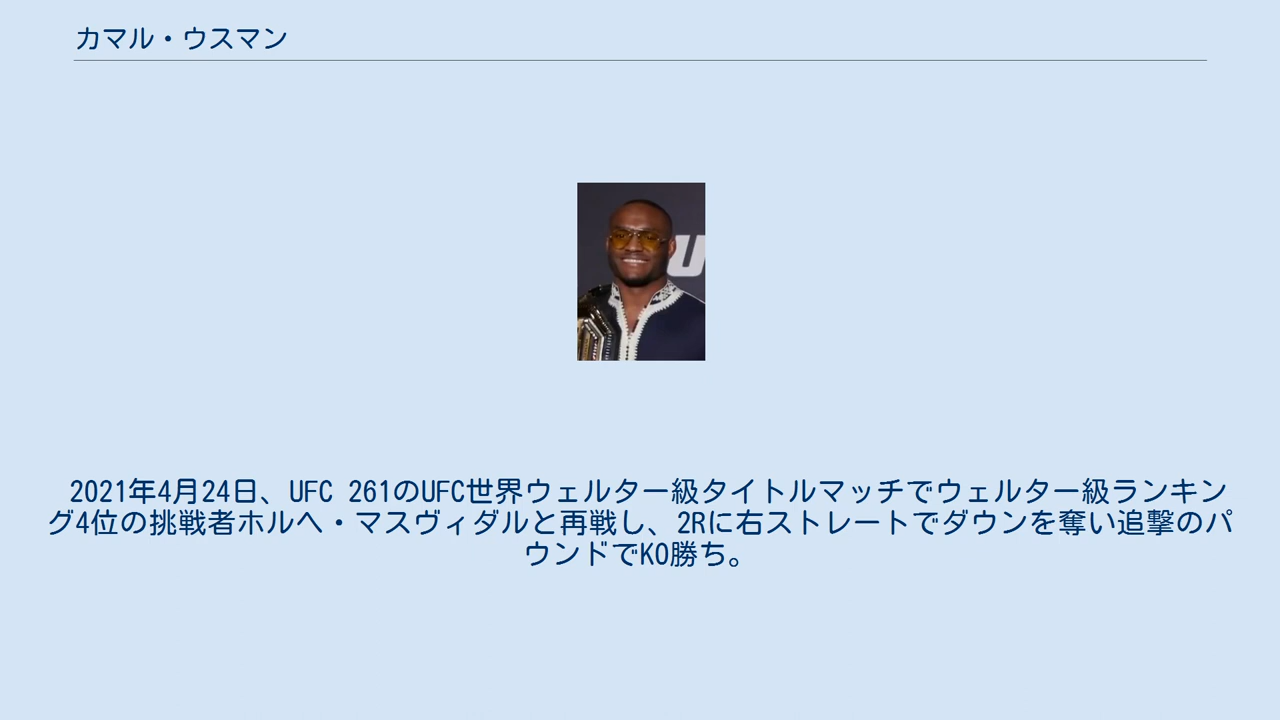 カマル・ウスマン
U
2021年4月24日、UFC 261のUFC世界ウェルター級タイトルマッチでウェルター級ランキン
グ4位の挑戦者ホルヘ・マスヴィダルと再戦し、2Rに右ストレートでダウンを奪い追撃のパ
ウンドでKO勝ち。